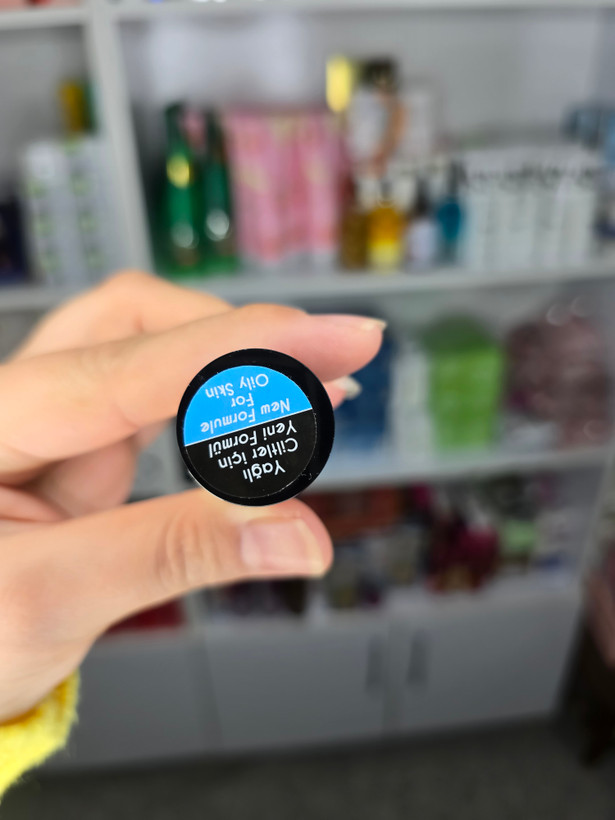 Yağlı
Ciltler için
Yeni Formül
New Formule
For
Oily Skin